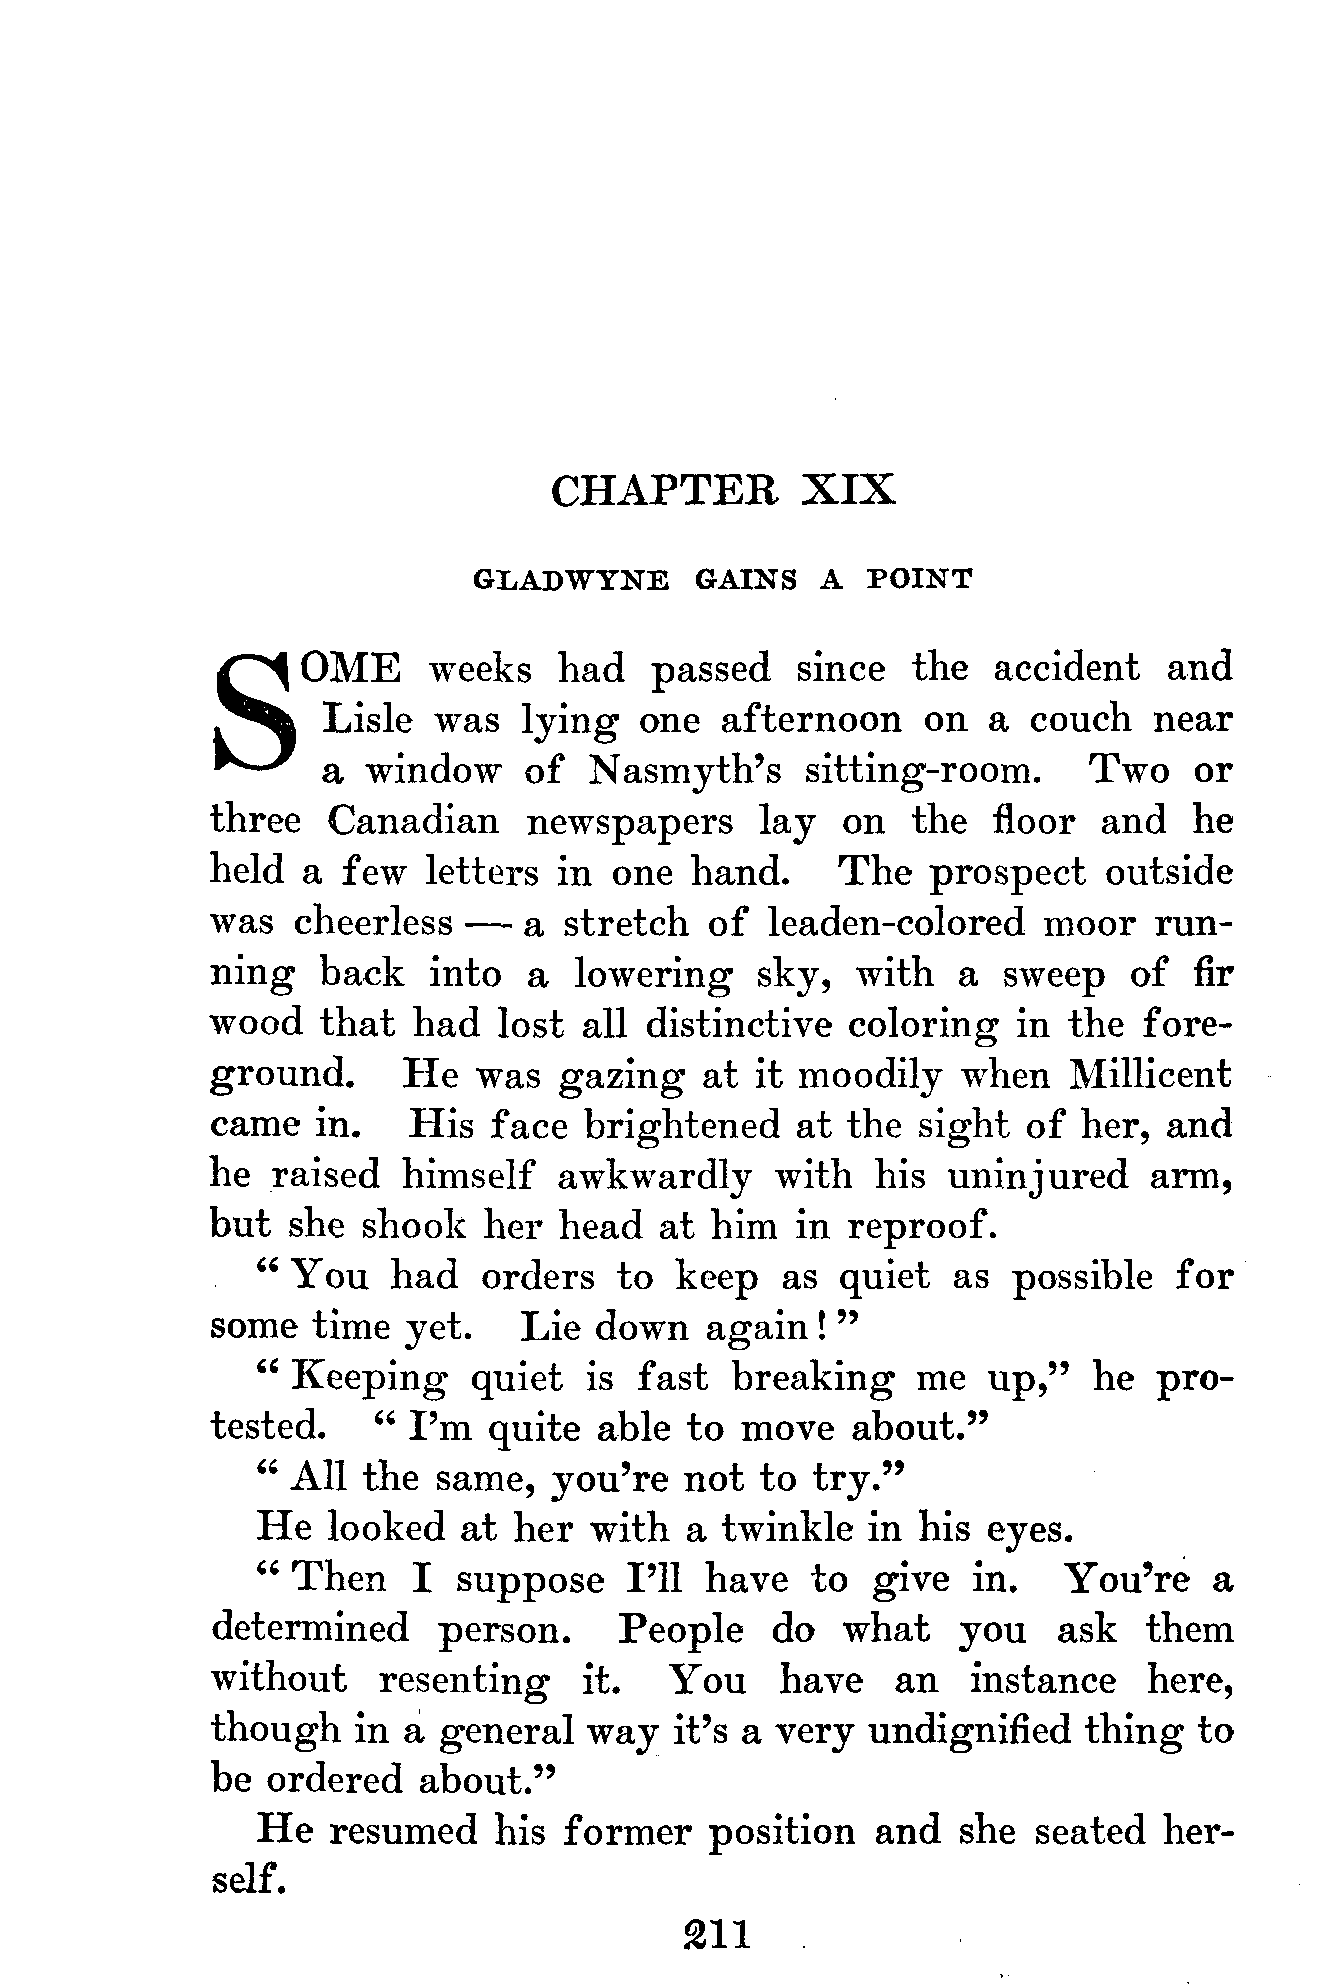 CHAPTER XIX
GLADWYNE GAINS A POINT
SOME weeks had passed since the accident and
Lisle was lying one afternoon on a couch near
a window of Nasmyth's sitting-room. Two or
three Canadian newspapers lay on the floor and he
held a few letters in one hand. The prospect outside
was cheerless — a stretch of leaden-colored moor run-
ning back into a lowering sky, with a sweep of fir
wood that had lost all distinctive coloring in the fore-
ground. He was gazing at it moodily when Millicent
came in. His face brightened at the sight of her, and
he raised himself awkwardly with his uninjured arm,
but she shook her head at him in reproof.
“ You had orders to keep as quiet as possible for
some time yet. Lie down again! ”
“ Keeping quiet is fast breaking me up,” he pro-
tested. “ I'm quite able to move about.”
“ All the same, you're not to try.”
He looked at her with a twinkle in his eyes.
“ Then I suppose I'll have to give in. You're a
determined person. People do what you ask them
without resenting it. You have an instance here,
though in a general way it's a very undignified thing to
be ordered about.”
He resumed his former position and she seated her-
self.
211